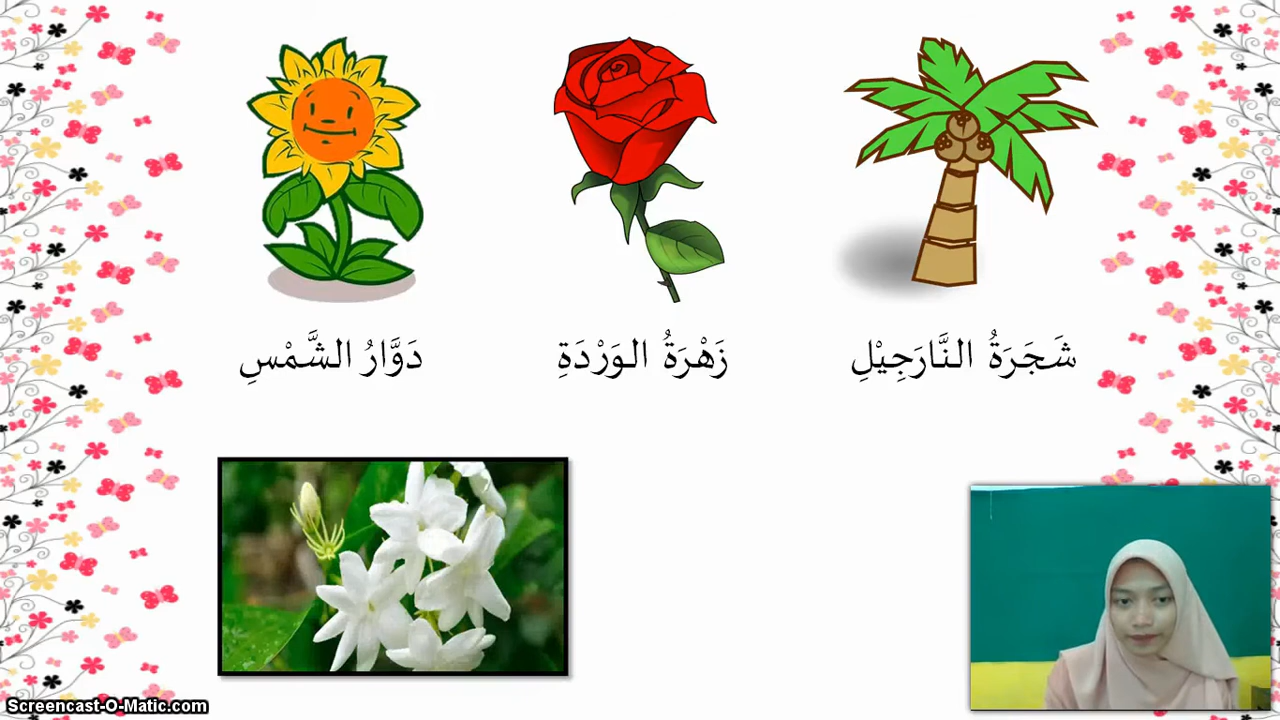 شَجَرَةُ النَّارَجِيْلِ
زَهْرَةُ الوَرْدَةِ
دَوَّارُ الشَّمْسِ
Screencast-O-Matic.com